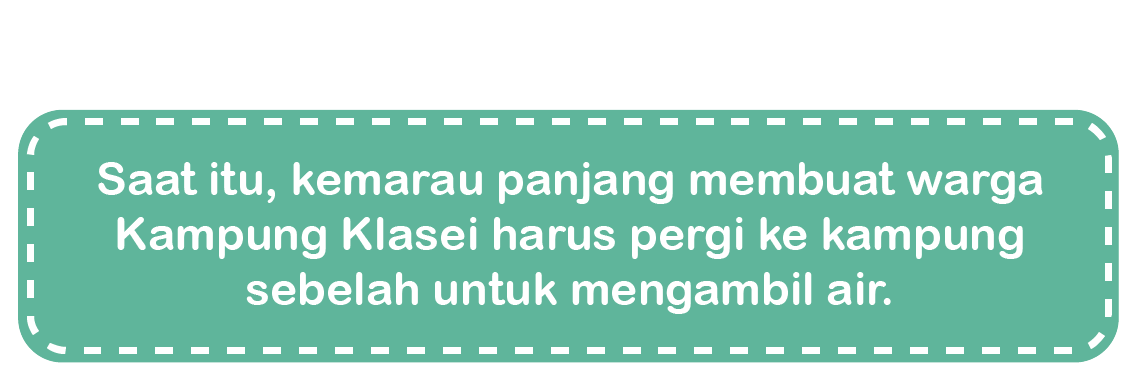 Saat itu, kemarau panjang membuat warga
Kampung Klasei harus pergi ke kampung
sebelah untuk mengambil air.